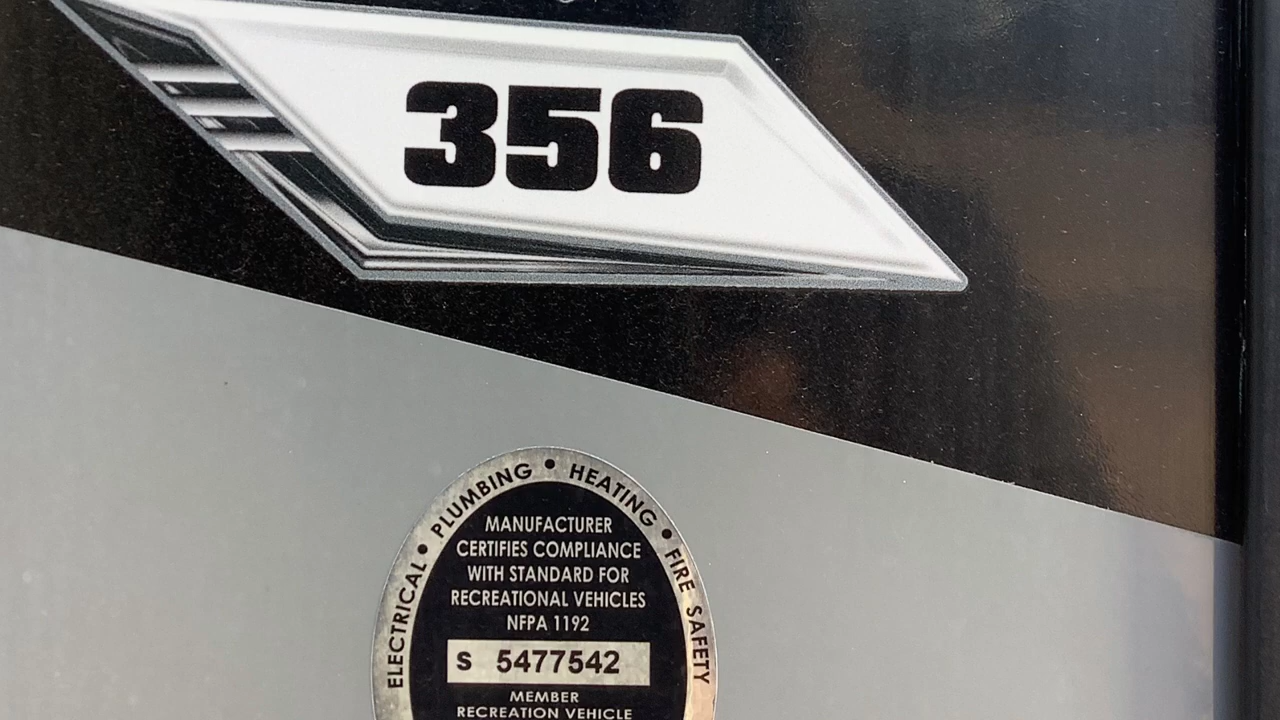 356
ELECTRICAL • PLUMBING • HEATING • FIRE SAFETY
MANUFACTURER
CERTIFIES COMPLIANCE
WITH STANDARD FOR
RECREATIONAL VEHICLES
NFPA 1192
S 5477542
MEMBER
RECREATION VEHICLE